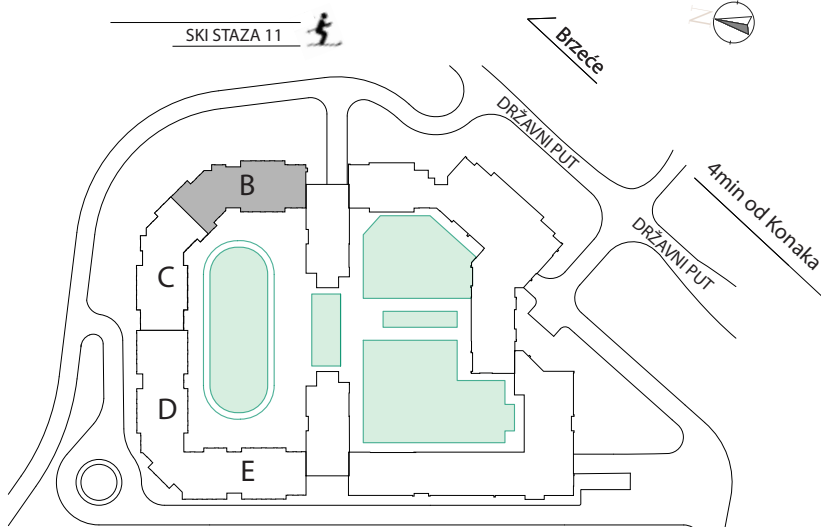 SKI STAZA 11
N
Brzeće
DRŽAVNI PUT
4min od Konaka
DRŽAVNI PUT
B
C
D
E